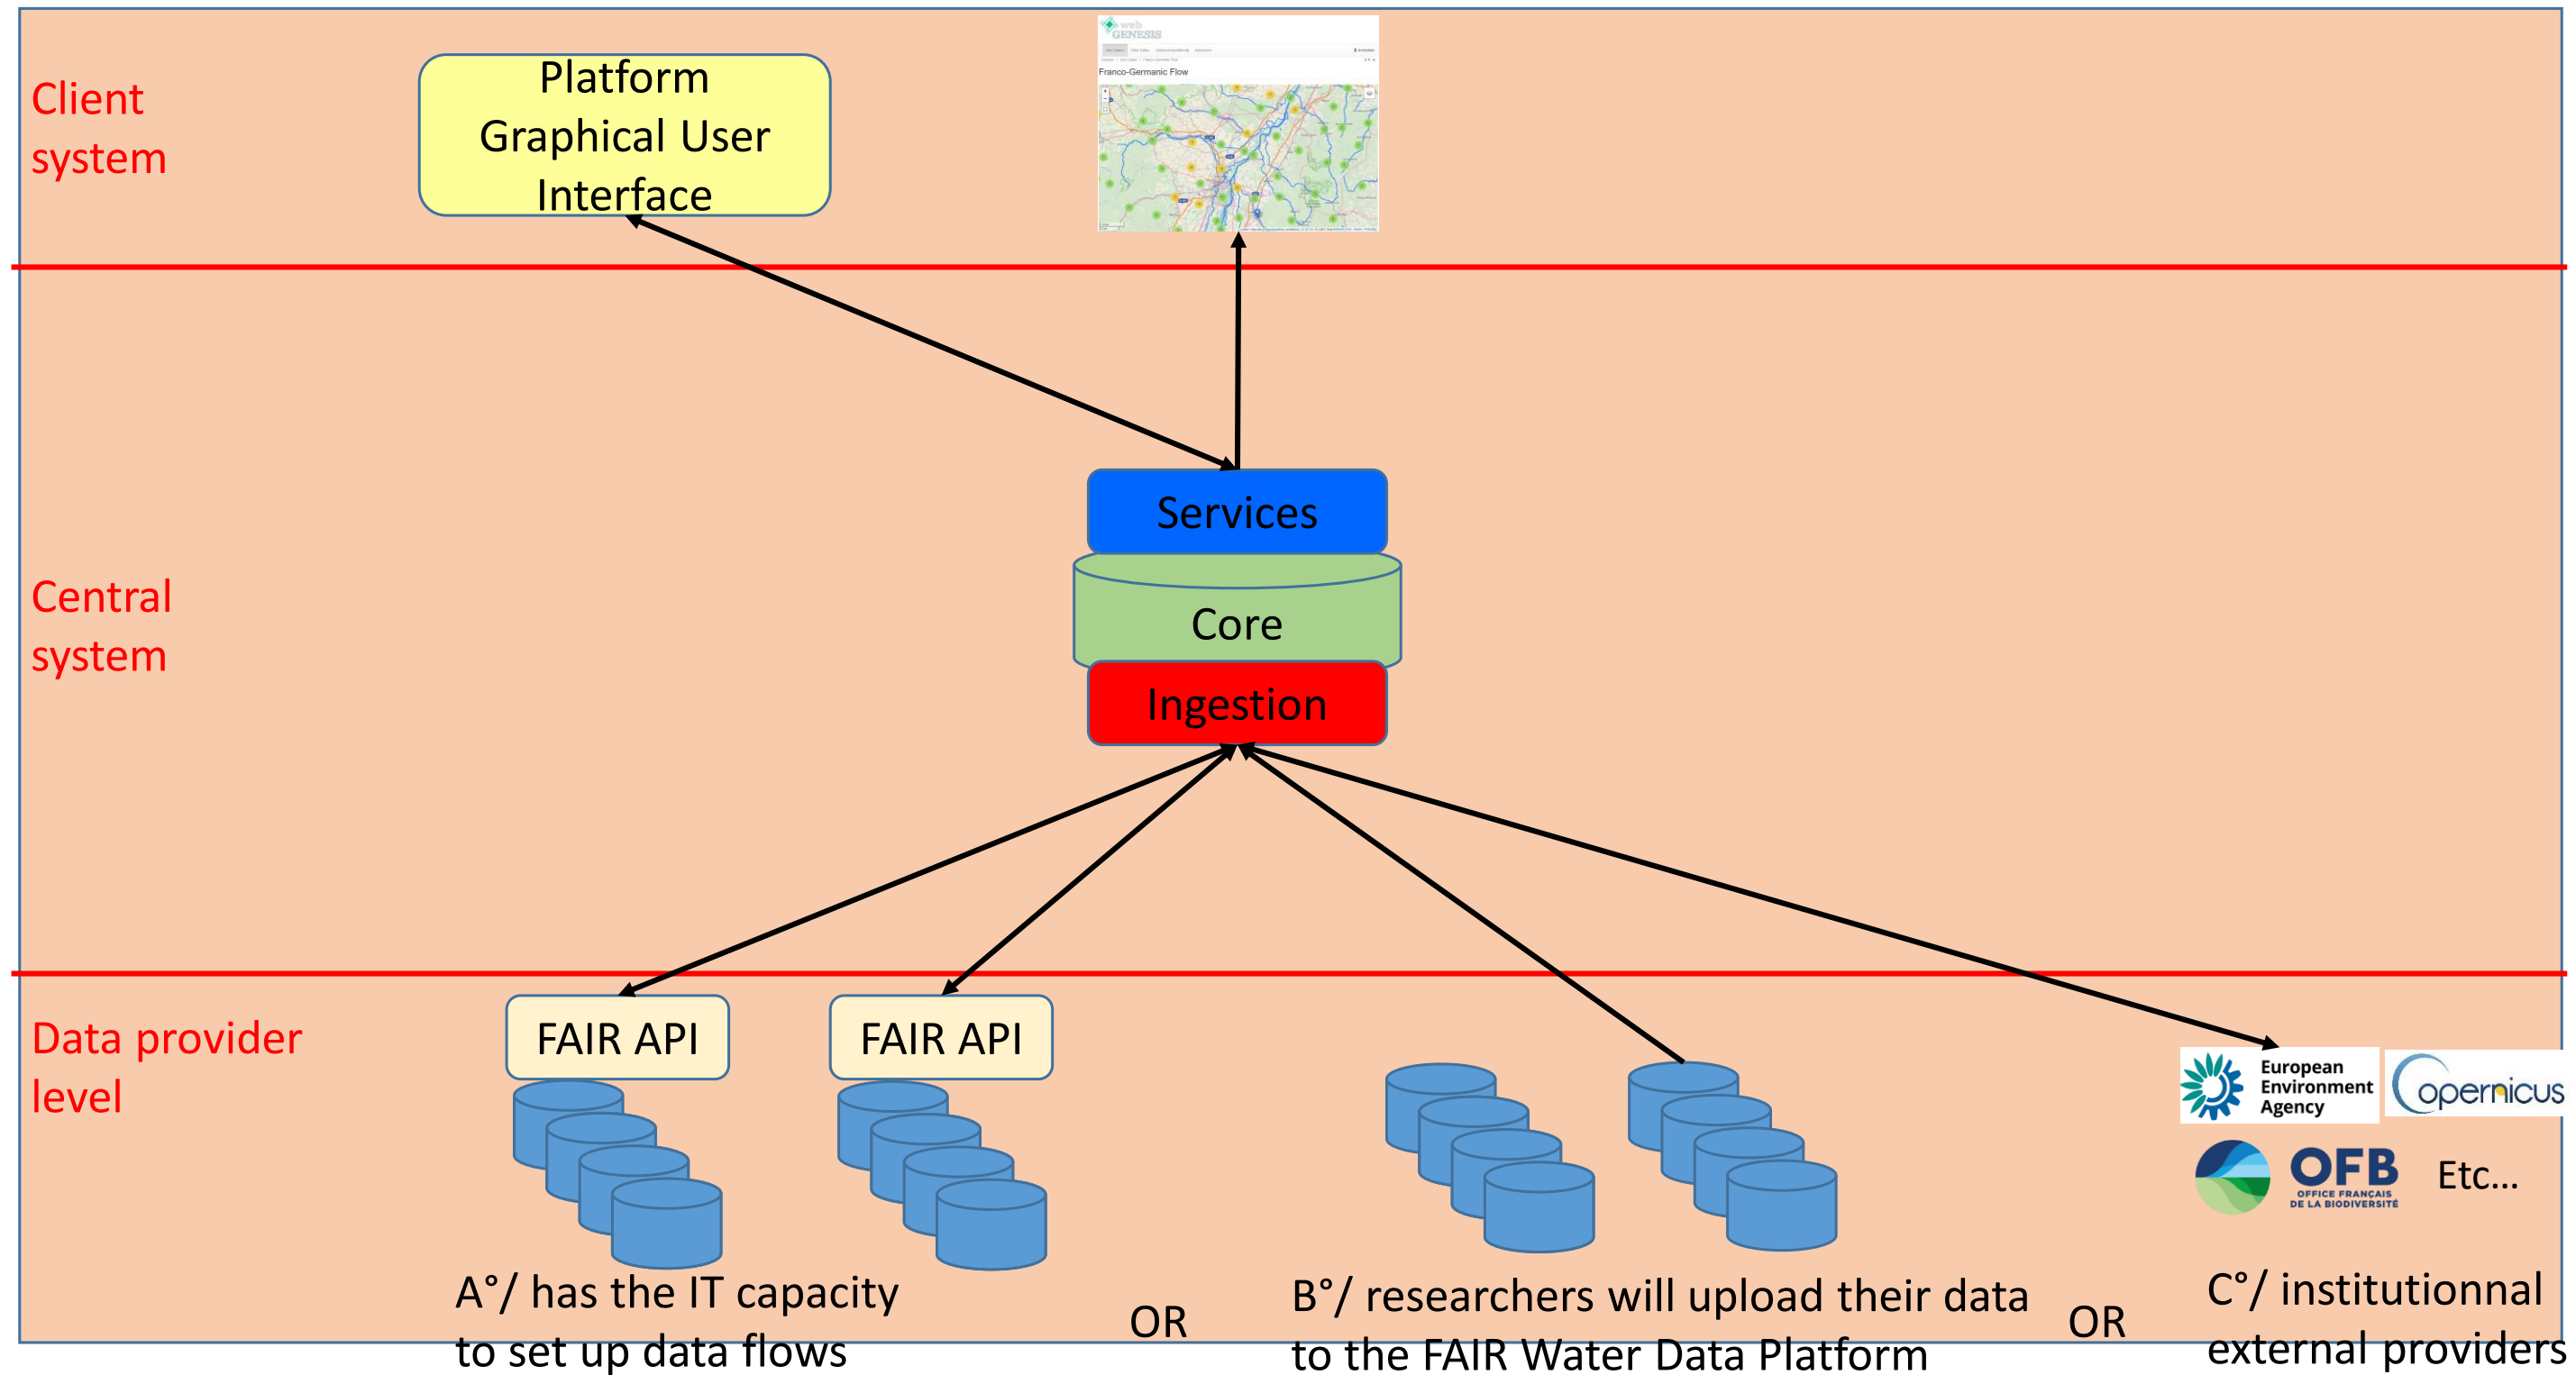 web
GENESIS
Franco-Germanic Flow
Client
system
Platform
Graphical User
Interface
Central
system
Services
Core
Ingestion
Data provider
level
FAIR API
FAIR API
European
Environment
Agency
opernicus
OFB
OFFICE FRANÇAIS
DE LA BIODIVERSITÉ
Etc...
A°/ has the IT capacity
to set up data flows
OR
B°/ researchers will upload their data
to the FAIR Water Data Platform
OR
C°/ institutionnal
external providers